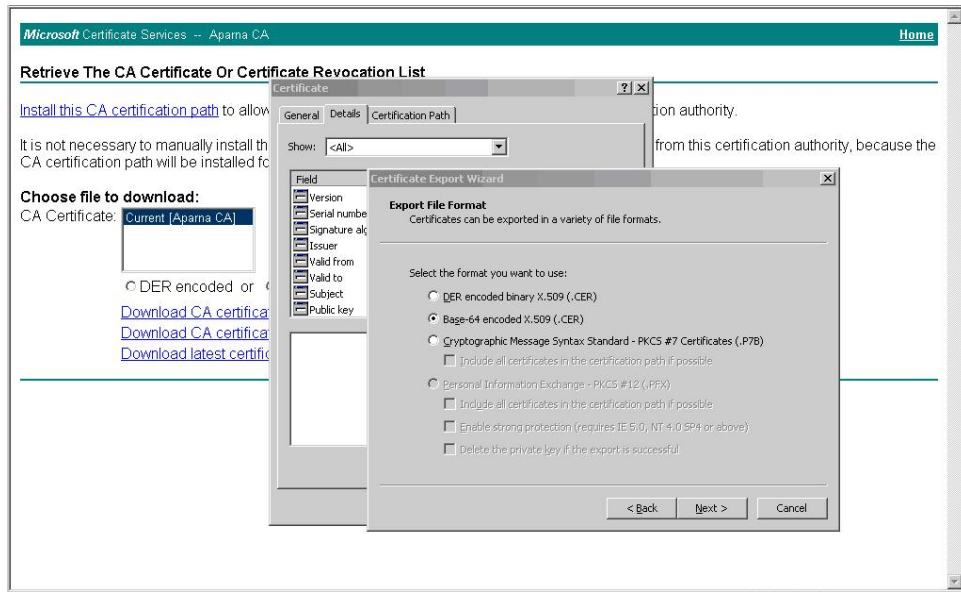 Microsoft Certificate Services -- Aparna CA Home
Retrieve The CA Certificate Or Certificate Revocation List
Install this CA certification path to allow
tion authority.
It is not necessary to manually install th
from this certification authority, because the
CA certification path will be installed fo
Choose file to download:
CA Certificate: Current [Aparna CA]
DER encoded or
Download CA certifica
Download CA certifica
Download latest certific
Certificate
General Details Certification Path
Show: <All>
Field
Version
Serial numbe
Signature alg
Issuer
Valid from
Valid to
Subject
Public key
Certificate Export Wizard
Export File Format
Certificates can be exported in a variety of file formats.
Select the format you want to use:
DER encoded binary X.509 (.CER)
Base-64 encoded X.509 (.CER)
Cryptographic Message Syntax Standard - PKCS #7 Certificates (.P7B)
Include all certificates in the certification path if possible
Personal Information Exchange - PKCS #12 (.PFX)
Include all certificates in the certification path if possible
Enable strong protection (requires IE 5.0, NT 4.0 SP4 or above)
Delete the private key if the export is successful
< Back Next > Cancel